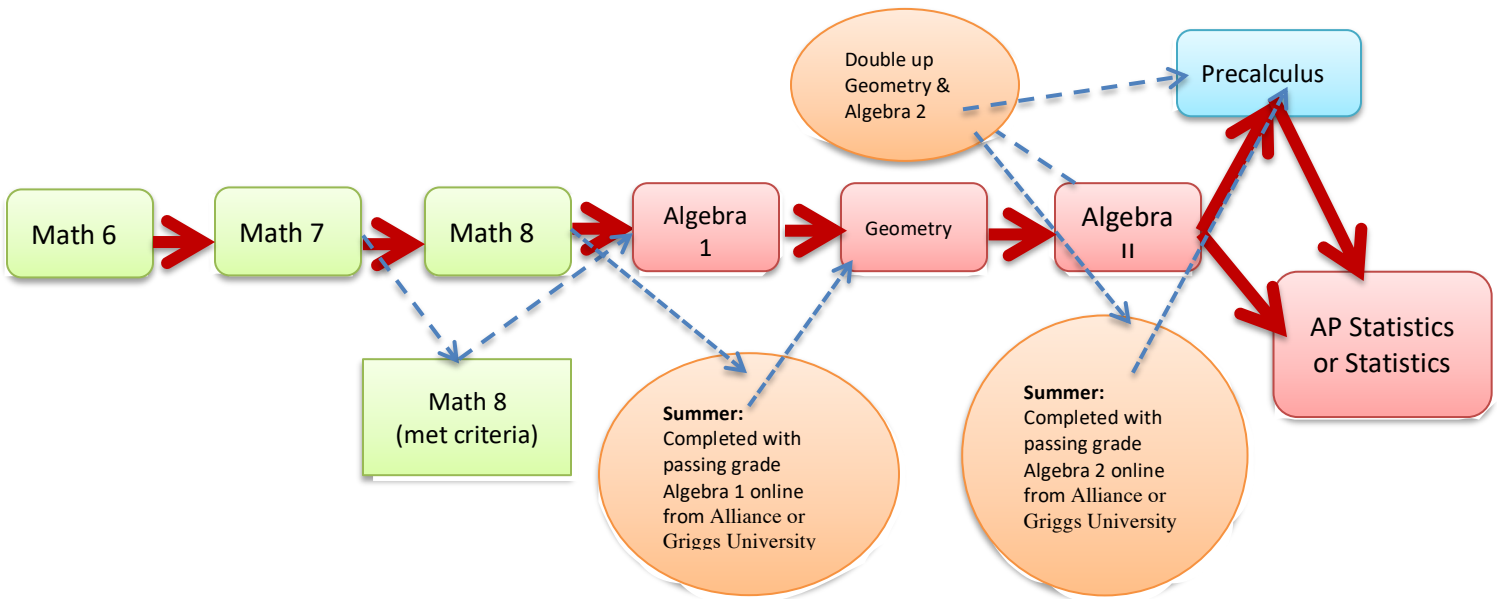 Double up
Geometry &
Algebra 2
Precalculus
Math 6
Math 7
Math 8
Algebra
1
Geometry
Algebra
II
AP Statistics
or Statistics
Math 8
(met criteria)
Summer:
Completed with
passing grade
Algebra 1 online
from Alliance or
Griggs University
Summer:
Completed with
passing grade
Algebra 2 online
from Alliance or
Griggs University